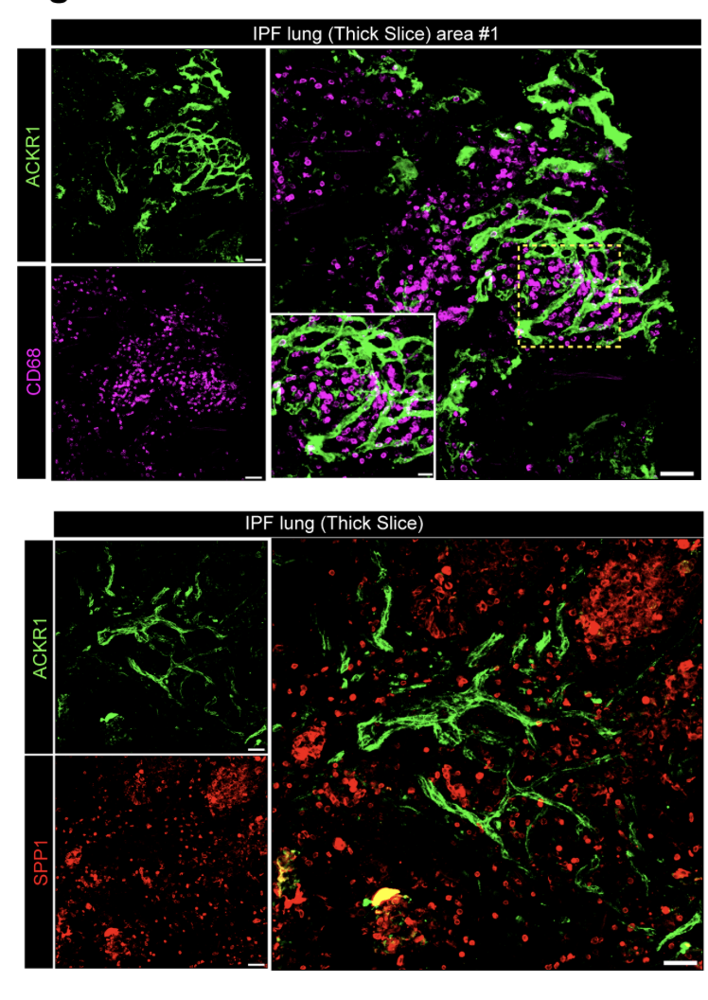 IPF lung (Thick Slice) area #1
ACKR1
CD68
IPF lung (Thick Slice)
ACKR1
SPP1